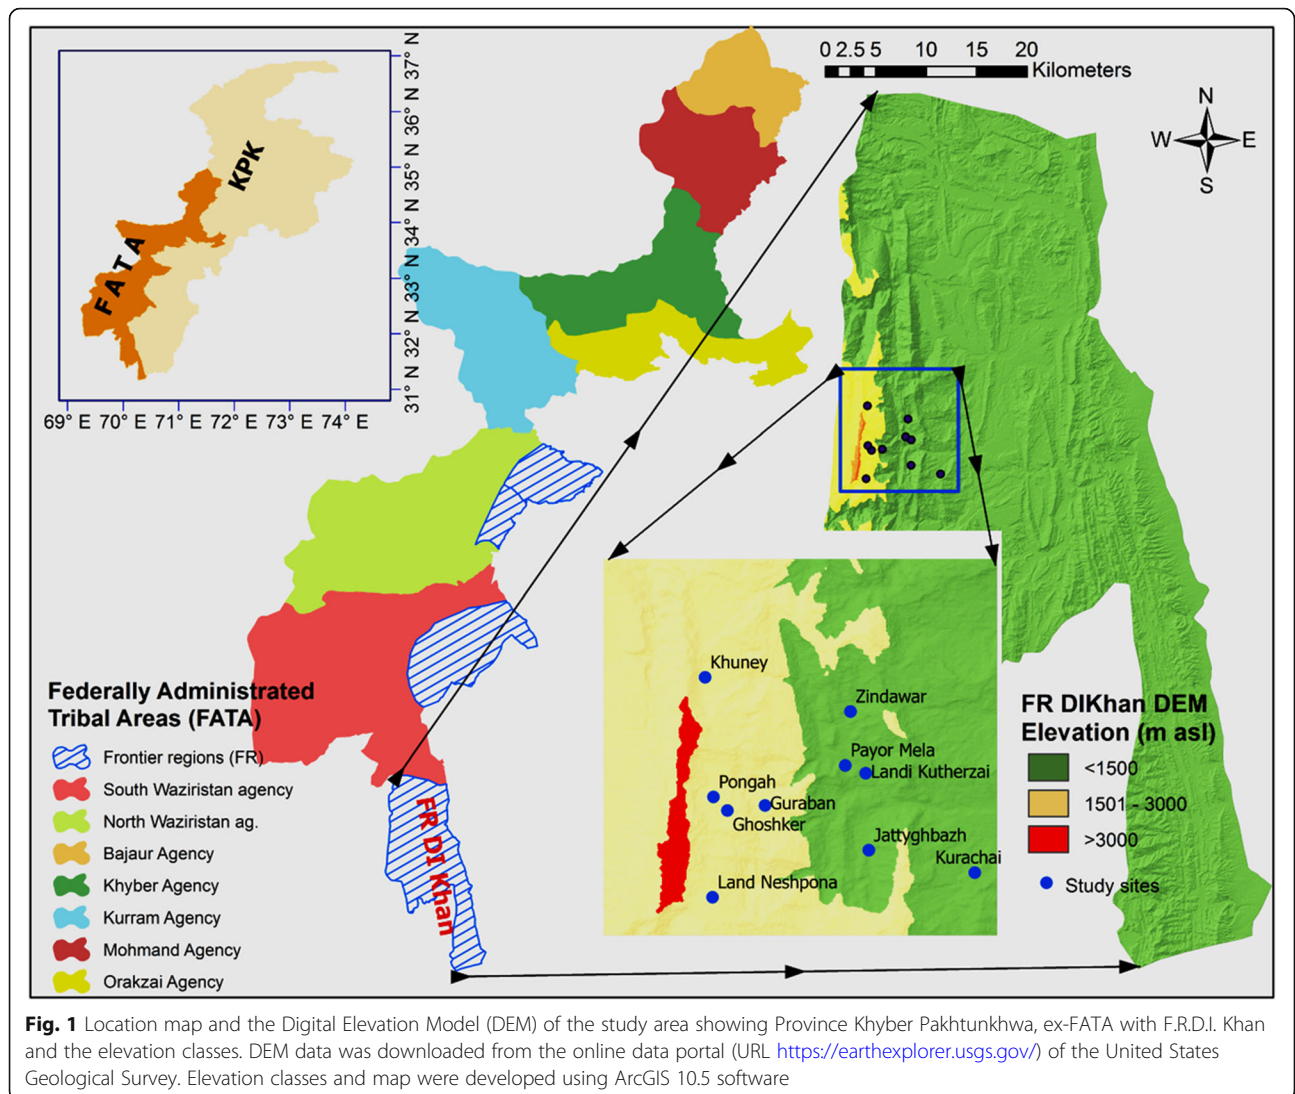 0 2.5 5 10 15 20
Kilometers
N
W E
S
KPK
FATA
37° N
36° N
35° N
34° N
33° N
32° N
31° N
69° E 70° E 71° E 72° E 73° E 74° E
Federally Administrated
Tribal Areas (FATA)
Frontier regions (FR)
South Waziristan agency
North Waziristan ag.
Bajaur Agency
Khyber Agency
Kurram Agency
Mohmand Agency
Orakzai Agency
FR DI Khan
Khuney
Zindawar
Payor Mela
Landi Kutherzai
Pongah
Guraban
Ghoshker
Jattyghbazh
Kurachai
Land Neshpona
FR DIKhan DEM
Elevation (m asl)
<1500
1501 - 3000
>3000
Study sites
Fig. 1 Location map and the Digital Elevation Model (DEM) of the study area showing Province Khyber Pakhtunkhwa, ex-FATA with F.R.D.I. Khan
and the elevation classes. DEM data was downloaded from the online data portal (URL https://earthexplorer.usgs.gov/) of the United States
Geological Survey. Elevation classes and map were developed using ArcGIS 10.5 software